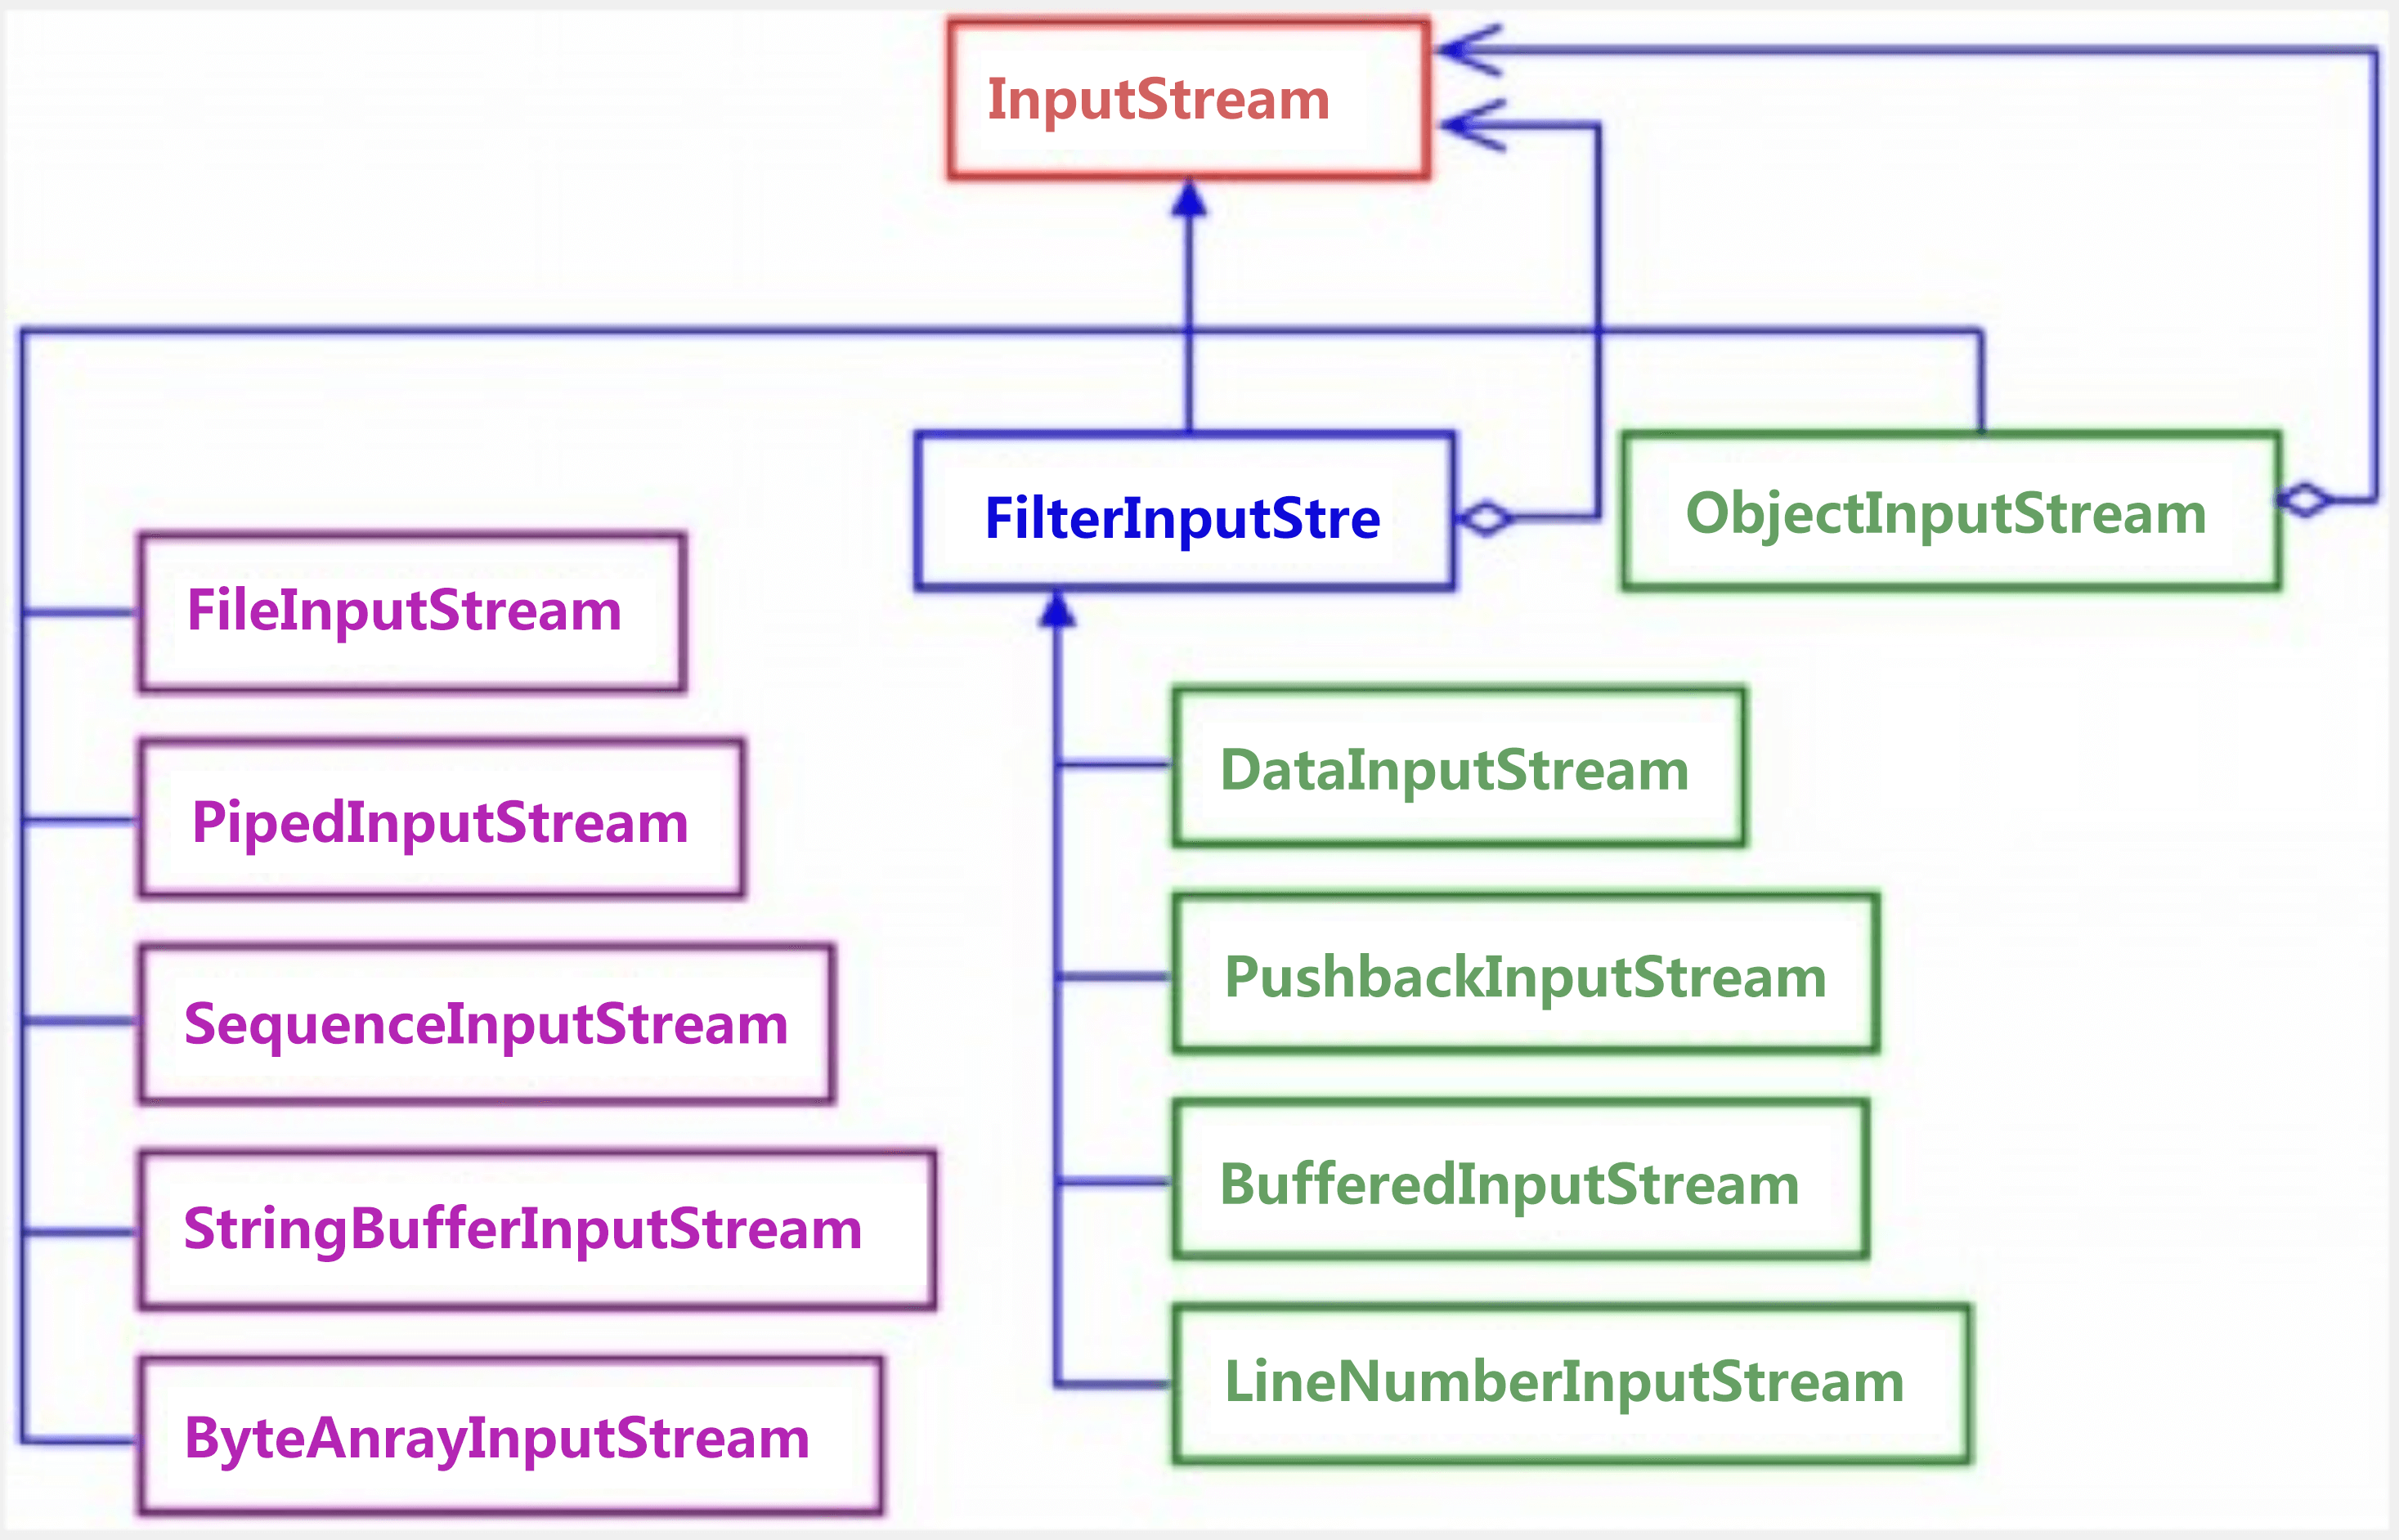 InputStream
FilterInputStre
ObjectInputStream
FileInputStream
PipedInputStream
SequenceInputStream
StringBufferInputStream
ByteAnrayInputStream
DataInputStream
PushbackInputStream
BufferedInputStream
LineNumberInputStream